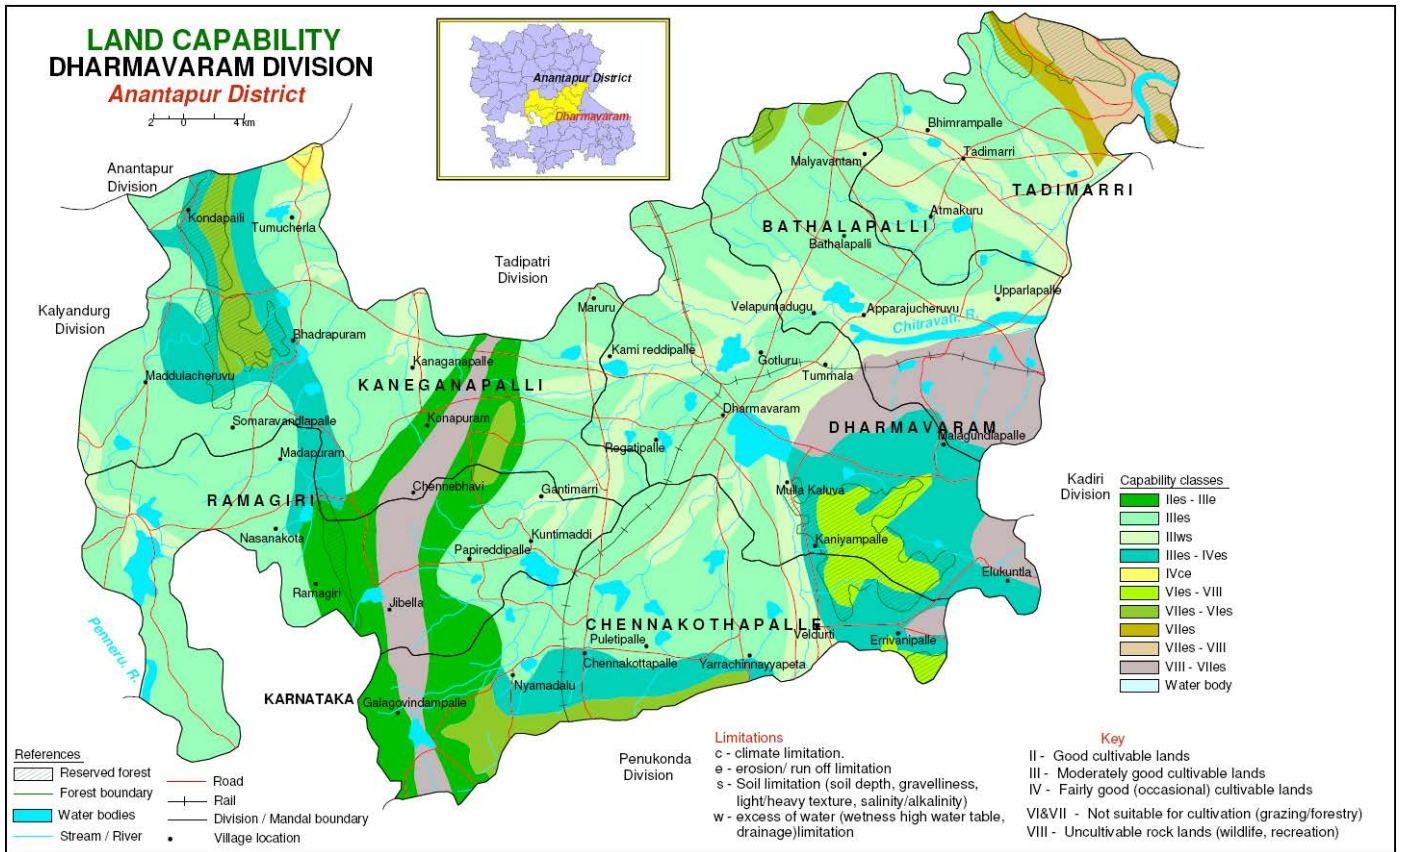 LAND CAPABILITY
DHARMAVARAM DIVISION
Anantapur District
2 0 4 km
Anantapur District
Dharmavaram
Anantapur
Division
Kalyandurg
Division
Tadipatri
Division
Kadiri
Division
Penukonda
Division
KARNATAKA
TADIMARRI
BATHALAPALLI
KANEGANAPALLI
DHARMAVARAM
RAMAGIRI
CHENNAKOTHAPALLE
Bhimrampalle
Tadimarri
Malyavantam
Atmakuru
Bathalapalli
Kondapalli
Tumucherla
Upparlapalle
Velapumadugu
Apparajucheruvu
Chitravati. R.
Maruru
Bhadrapuram
Kami reddipalle
Gotluru
Tummala
Kanaganapalle
Maddulacheruvu
Dharmavaram
Konapuram
Somaravandlapalle
Malagundlapalle
Regatipalle
Madapuram
Chennebhavi
Gantimarri
Mulla Kaluva
Nasanakota
Kuntimaddi
Kaniyampalle
Papireddipalle
Elukuntla
Ramagiri
Jibella
Penneru. R.
Puletipalle
Veldurti
Errivanipalle
Chennakottapalle
Yarrachinnayyapeta
Nyamadalu
Galagovindampalle
Capability classes
IIes - IIIe
IIIes
IIIws
IIIes - IVes
IVce
VIes - VIII
VIIes - VIes
VIIes
VIIes - VIII
VIII - VIIes
Water body
References
Reserved forest
Forest boundary
Water bodies
Stream / River
Road
Rail
Division / Mandal boundary
Village location
Limitations
c - climate limitation.
e - erosion/ run off limitation
s - Soil limitation (soil depth, gravelliness,
light/heavy texture, salinity/alkalinity)
w - excess of water (wetness high water table,
drainage)limitation
Key
II - Good cultivable lands
III - Moderately good cultivable lands
IV - Fairly good (occasional) cultivable lands
VI&VII - Not suitable for cultivation (grazing/forestry)
VIII - Uncultivable rock lands (wildlife, recreation)